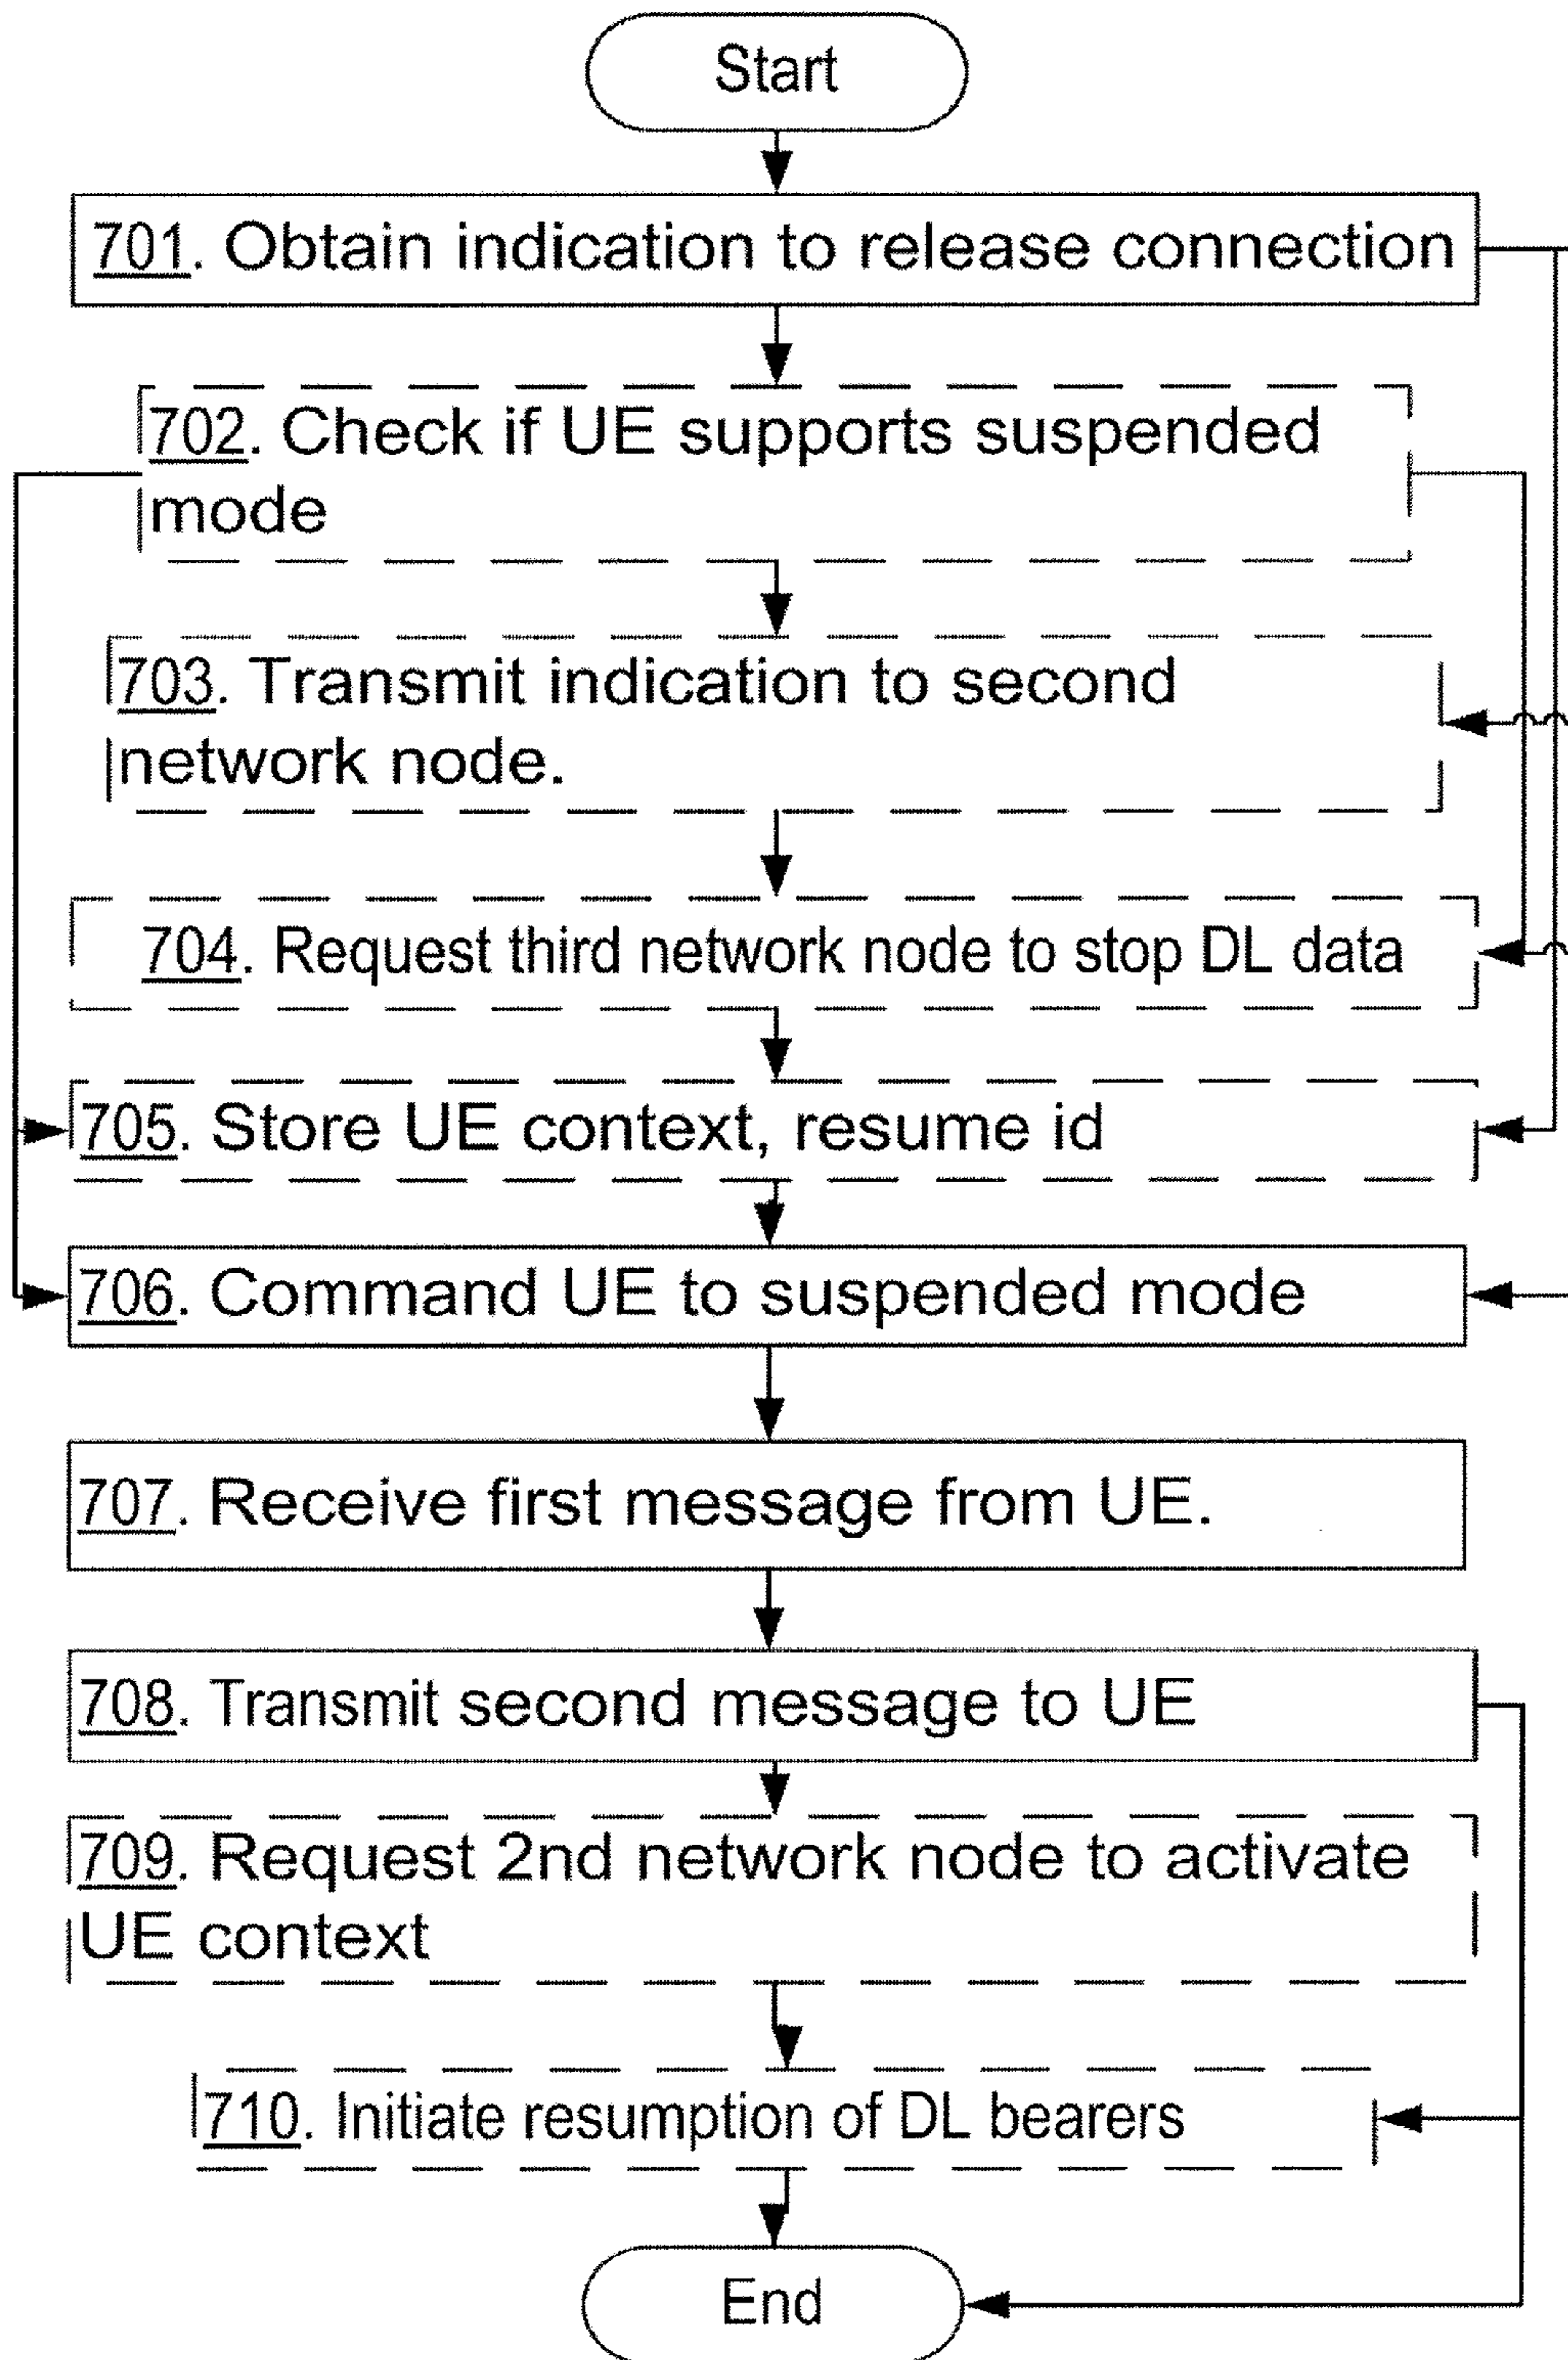 Start
701. Obtain indication to release connection
702. Check if UE supports suspended
mode
703. Transmit indication to second
network node.
704. Request third network node to stop DL data
705. Store UE context, resume id
706. Command UE to suspended mode
707. Receive first message from UE.
708. Transmit second message to UE
709. Request 2nd network node to activate
UE context
710. Initiate resumption of DL bearers
End